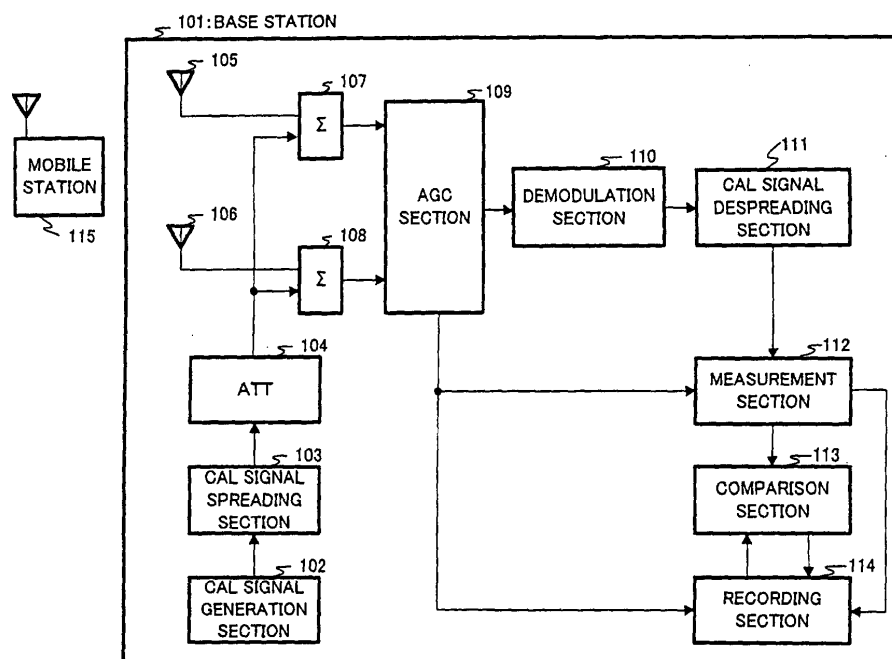 101:BASE STATION
105
107
109
Σ
MOBILE
STATION
115
106
108
Σ
AGC
SECTION
110
DEMODULATION
SECTION
111
CAL SIGNAL
DESPREADING
SECTION
104
ATT
112
MEASUREMENT
SECTION
103
CAL SIGNAL
SPREADING
SECTION
113
COMPARISON
SECTION
102
CAL SIGNAL
GENERATION
SECTION
114
RECORDING
SECTION